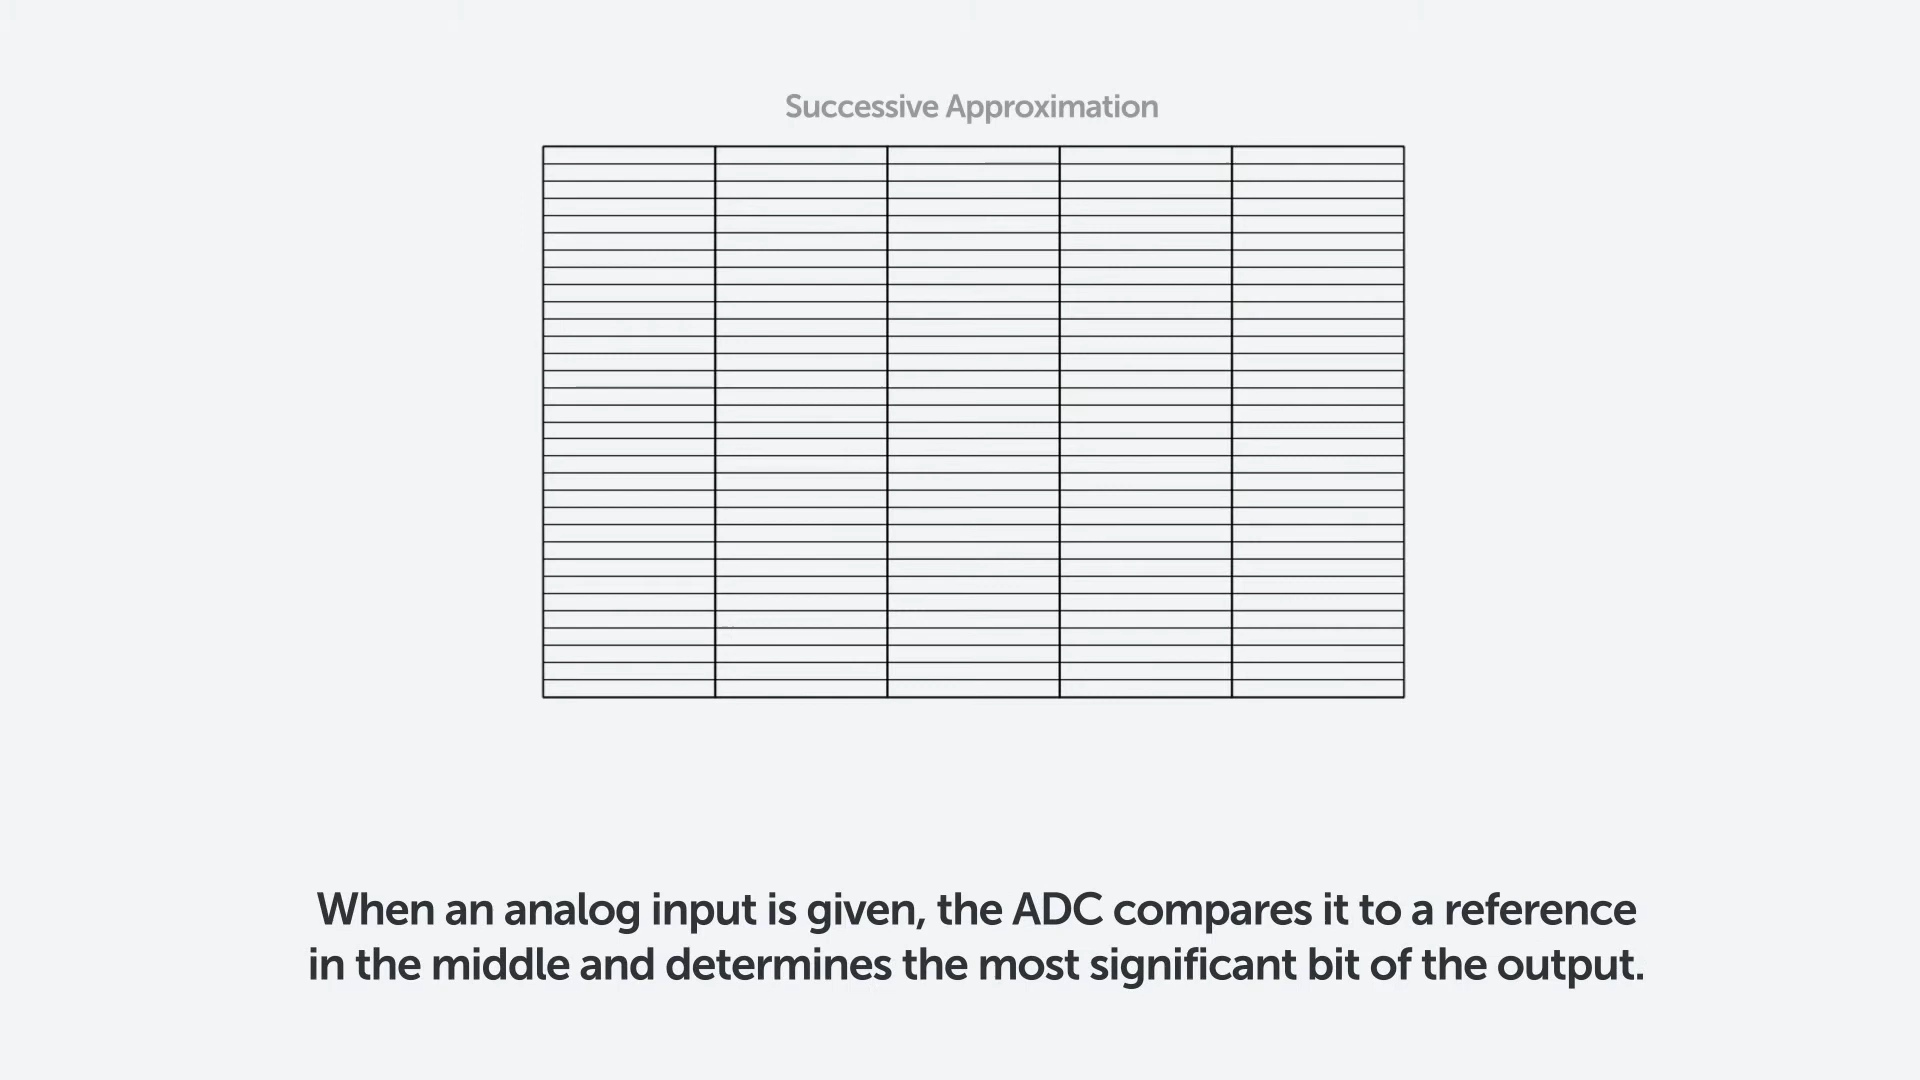 Successive Approximation
When an analog input is given, the ADC compares it to a reference
in the middle and determines the most significant bit of the output.